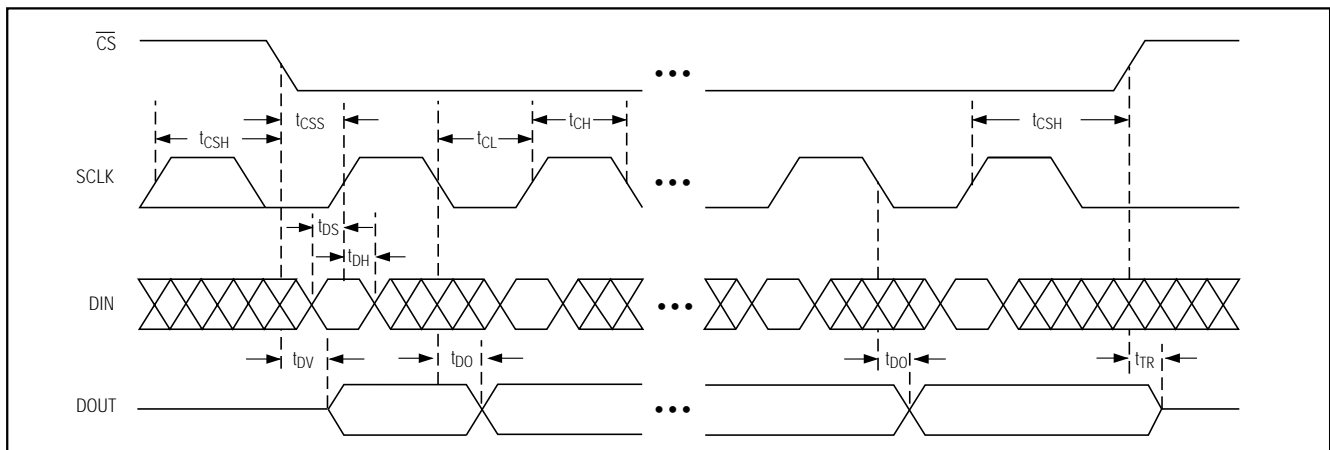 CS
tCSS
tCSH
tCL
tCH
tCSH
•••
SCLK
•••
tDS
tDH
DIN
•••
tDV
tDO
tDO
tTR
DOUT
•••